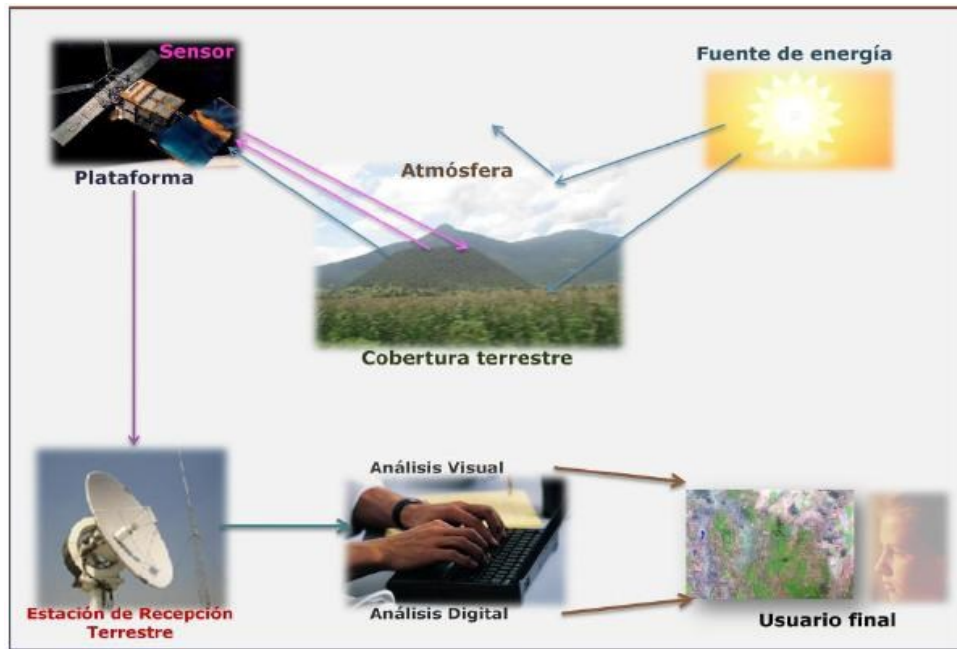 Sensor
Fuente de energía
Atmósfera
Plataforma
Cobertura terrestre
Análisis Visual
Análisis Digital
Estación de Recepción
Terrestre
Usuario final